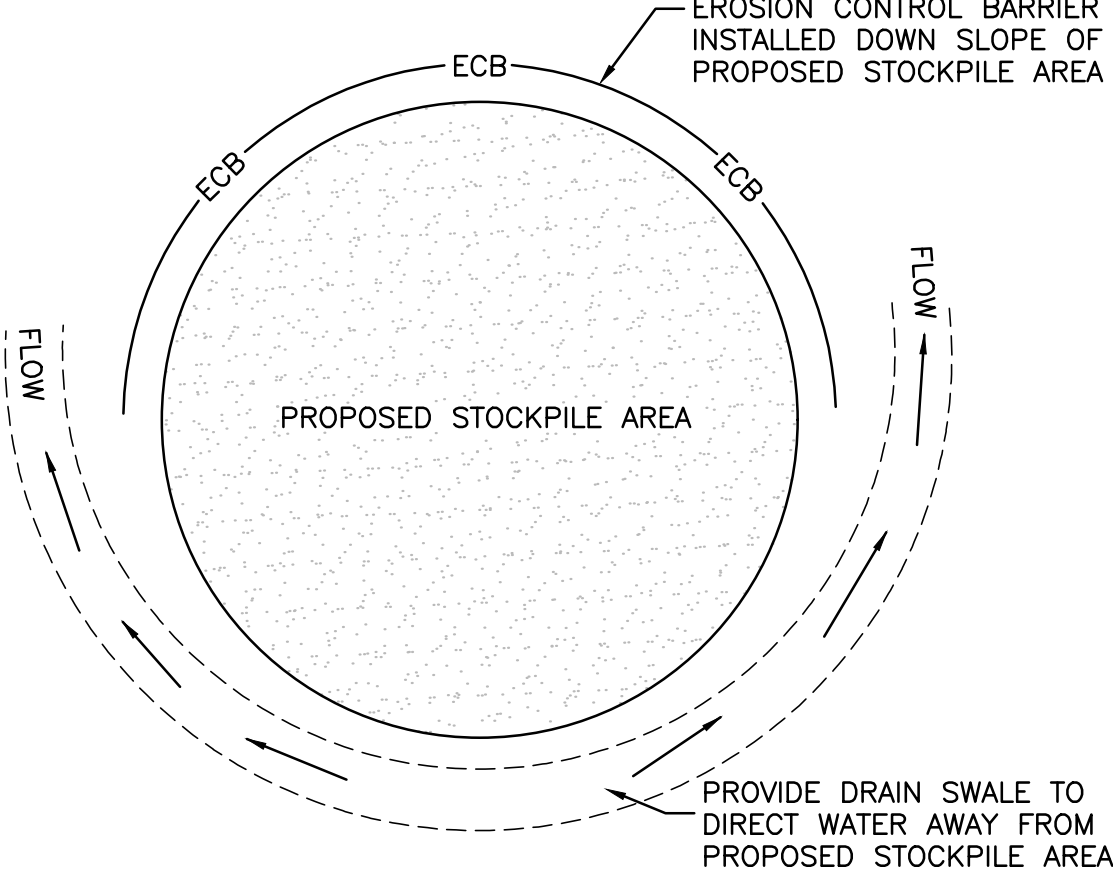 EROSION CONTROL BARRIER
INSTALLED DOWN SLOPE OF
PROPOSED STOCKPILE AREA
ECB
ECB
ECB
FLOW
FLOW
PROPOSED STOCKPILE AREA
PROVIDE DRAIN SWALE TO
DIRECT WATER AWAY FROM
PROPOSED STOCKPILE AREA